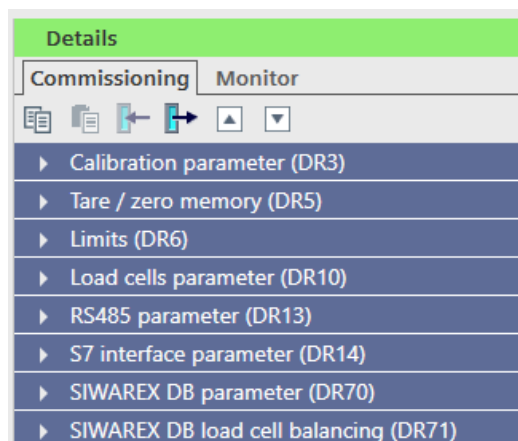 Details
Commissioning Monitor
Calibration parameter (DR3)
Tare / zero memory (DR5)
Limits (DR6)
Load cells parameter (DR10)
RS485 parameter (DR13)
S7 interface parameter (DR14)
SIWAREX DB parameter (DR70)
SIWAREX DB load cell balancing (DR71)